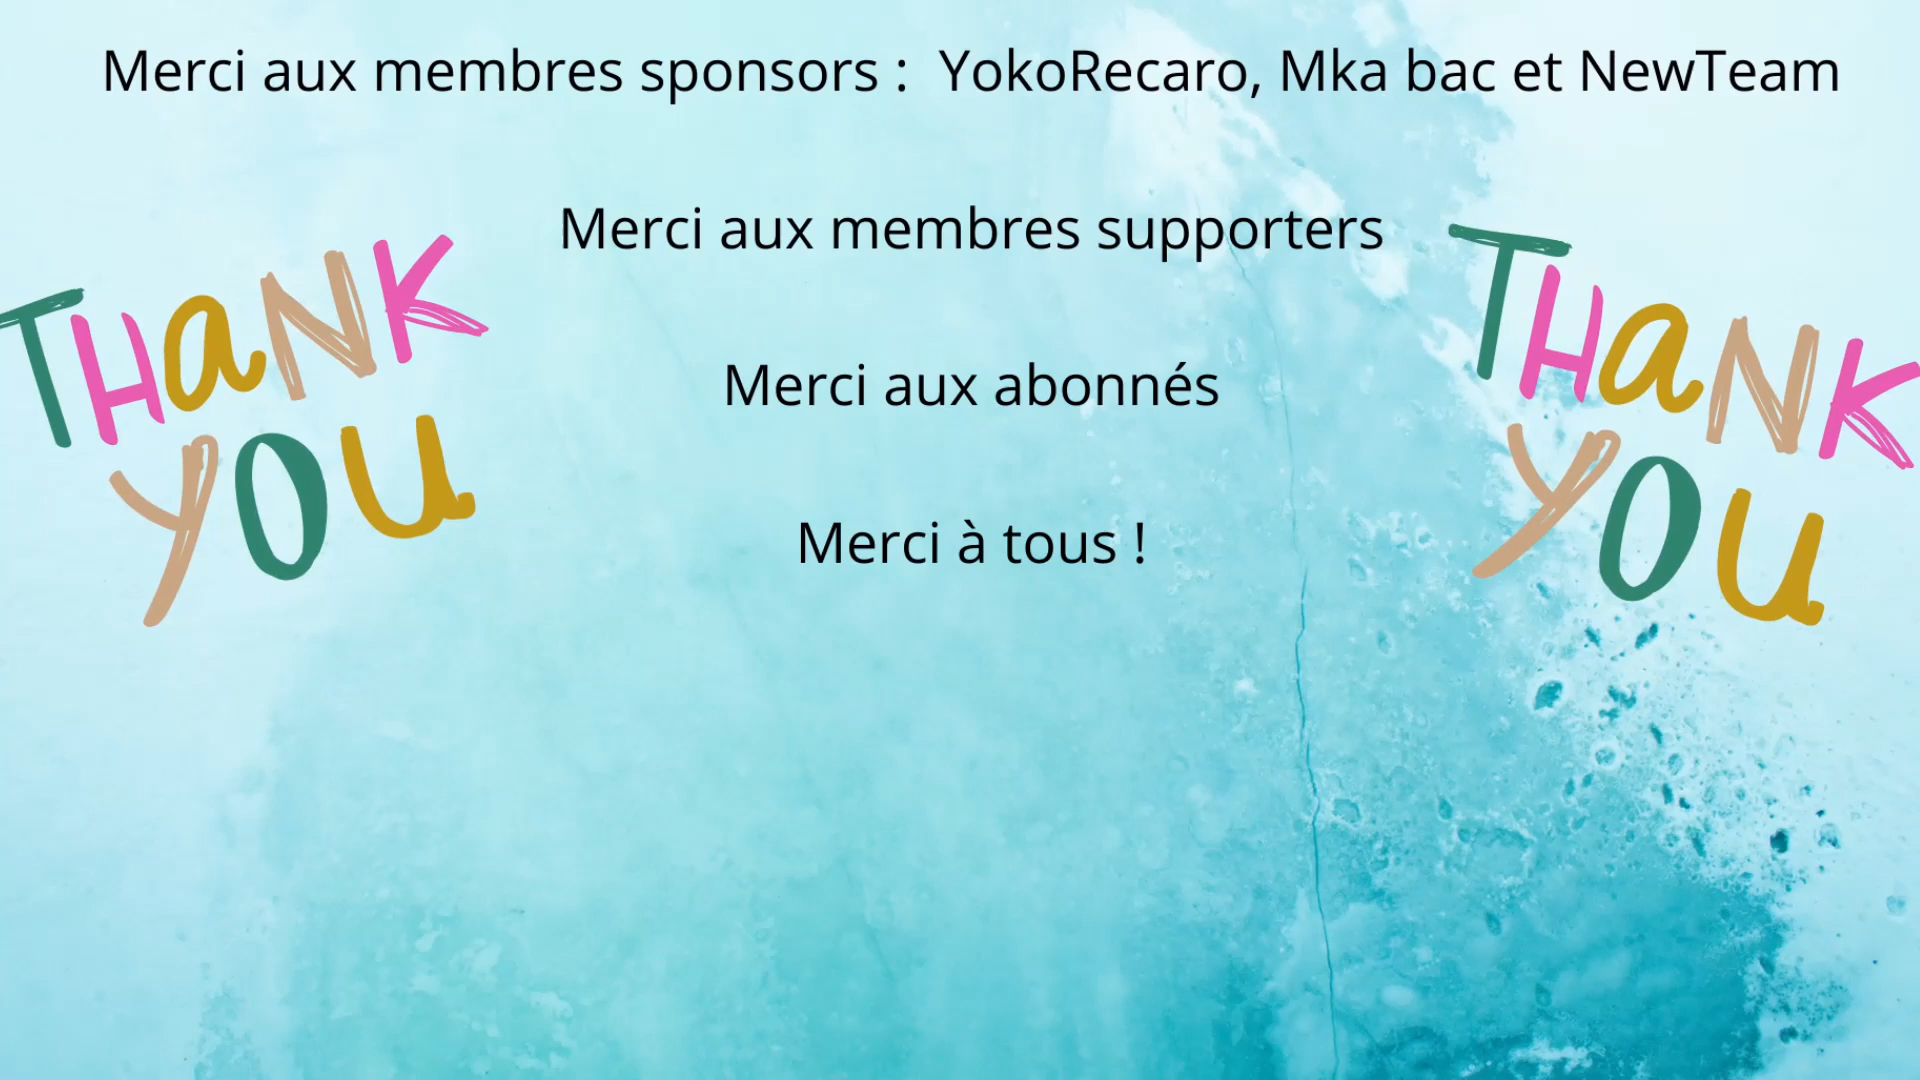 Merci aux membres sponsors :  YokoRecaro, Mka bac et NewTeam
Merci aux membres supporters
THaNK
YOU
THaNK
YOU
Merci aux abonnés
Merci à tous !